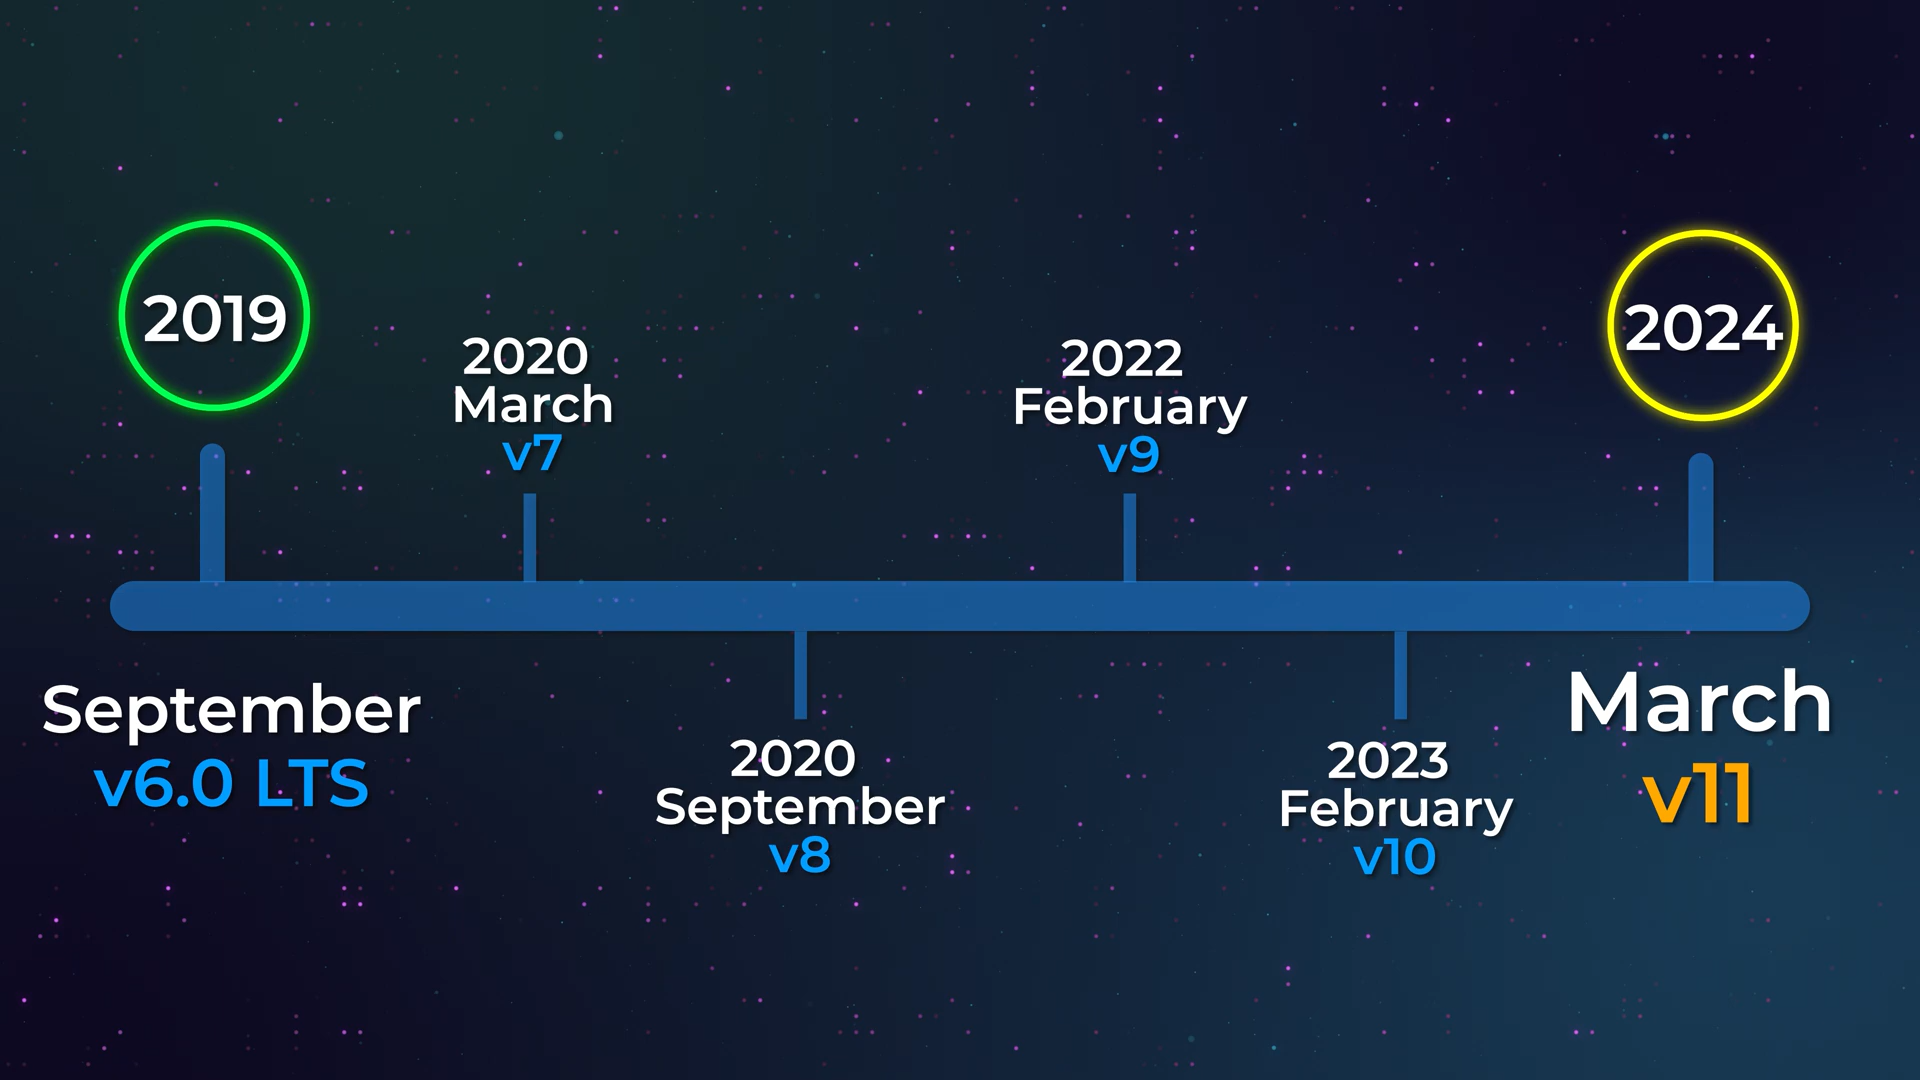 2019
September
v6.0 LTS
2020
March
v7
2020
September
v8
2022
February
v9
2023
February
v10
2024
March
v11